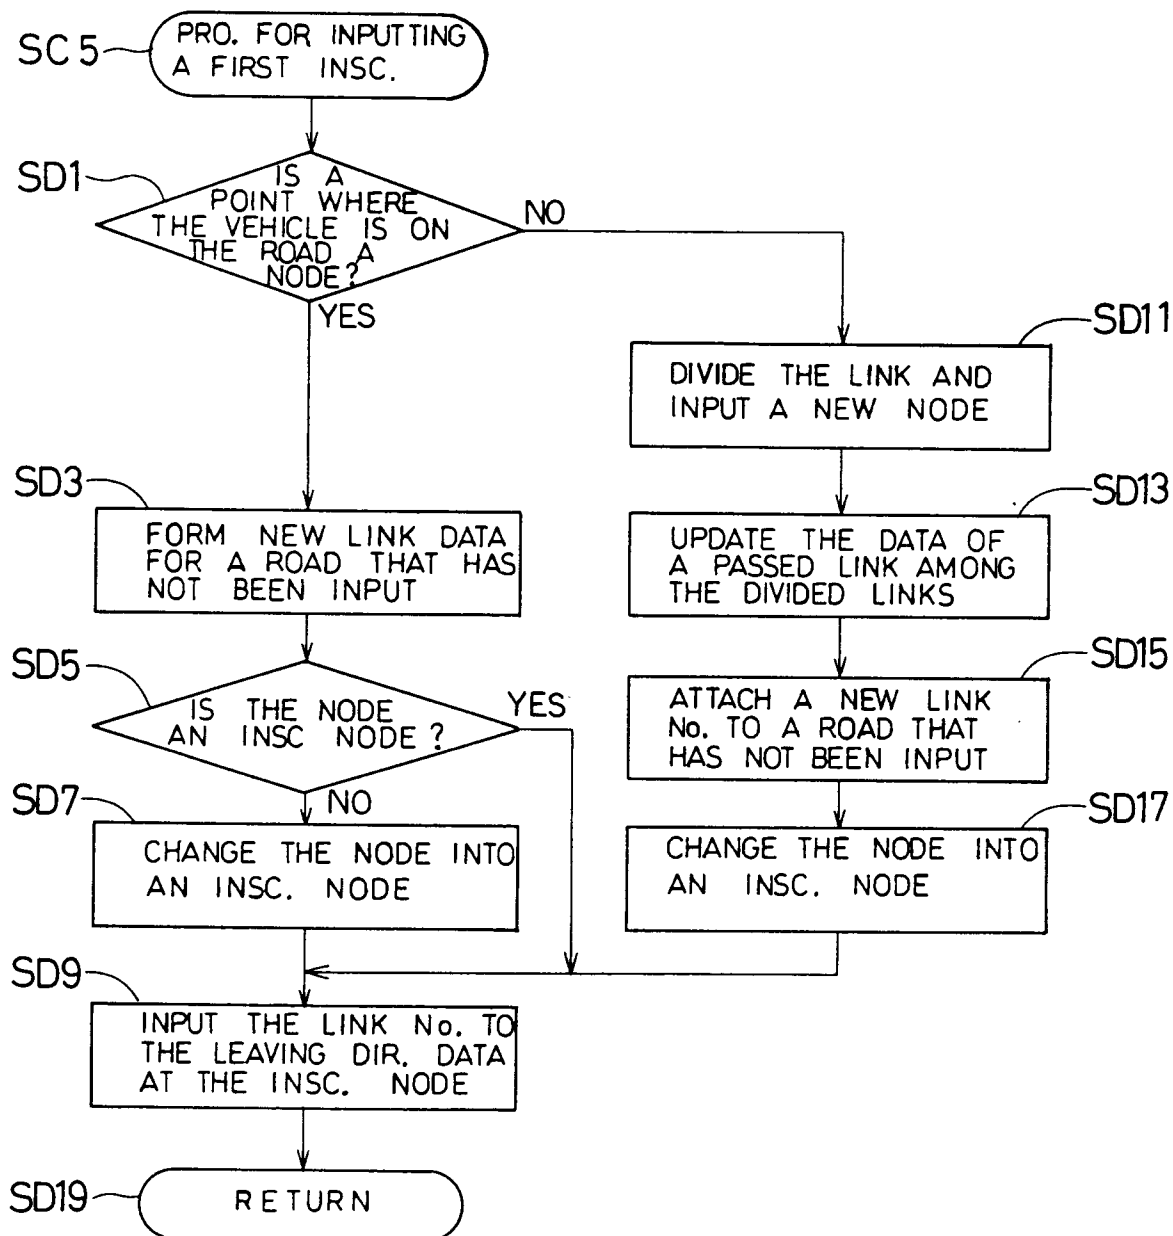 SC5
PRO. FOR INPUTTING
A FIRST INSC.
SD1
IS A
POINT WHERE
THE VEHICLE IS ON
THE ROAD A
NODE?
NO
YES
SD11
DIVIDE THE LINK AND
INPUT A NEW NODE
SD3
FORM NEW LINK DATA
FOR A ROAD THAT HAS
NOT BEEN INPUT
SD13
UPDATE THE DATA OF
A PASSED LINK AMONG
THE DIVIDED LINKS
SD5
IS THE NODE
AN INSC NODE?
YES
NO
SD15
ATTACH A NEW LINK
No. TO A ROAD THAT
HAS NOT BEEN INPUT
SD7
CHANGE THE NODE INTO
AN INSC. NODE
SD17
CHANGE THE NODE INTO
AN INSC. NODE
SD9
INPUT THE LINK No. TO
THE LEAVING DIR. DATA
AT THE INSC. NODE
SD19
RETURN